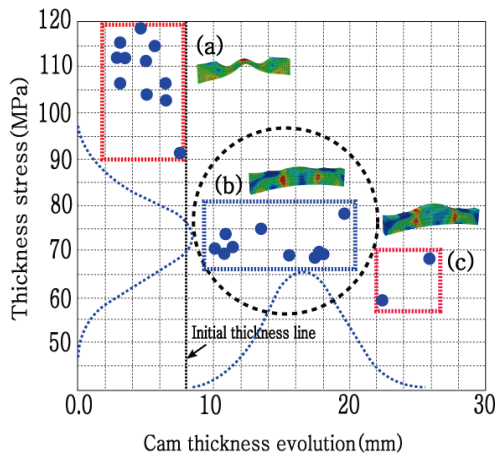 120
110
100
90
80
70
60
50
Thickness stress(MPa)
(a)
(b)
(c)
Initial thickness line
0.0
10
20
30
Cam thickness evolution(mm)